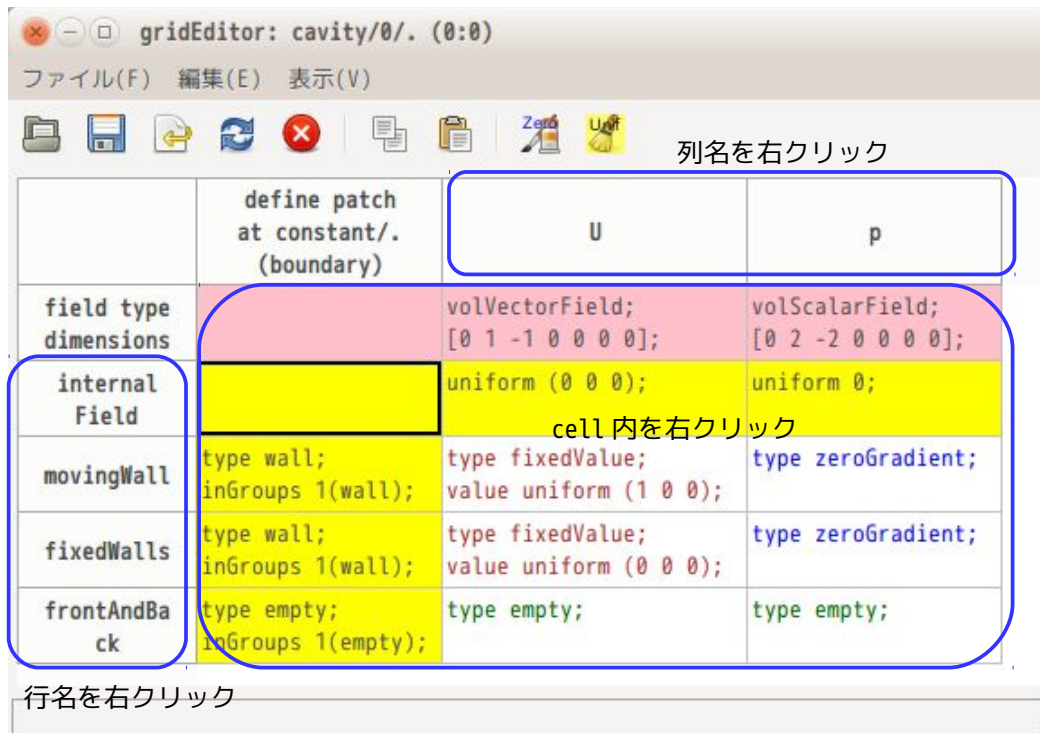 gridEditor: cavity/0/. (0:0)
ファイル(F) 編集(E) 表示(V)
Zero
Unif
列名を右クリック
define patch
at constant/.
(boundary)
U
p
field type
dimensions
volVectorField;
[0 1 -1 0 0 0 0];
volScalarField;
[0 2 -2 0 0 0 0];
internal
Field
uniform (0 0 0);
uniform 0;
cell 内を右クリック
movingWall
type wall;
inGroups 1(wall);
type fixedValue;
value uniform (1 0 0);
type zeroGradient;
fixedWalls
type wall;
inGroups 1(wall);
type fixedValue;
value uniform (0 0 0);
type zeroGradient;
frontAndBa
ck
type empty;
inGroups 1(empty);
type empty;
type empty;
行名を右クリック